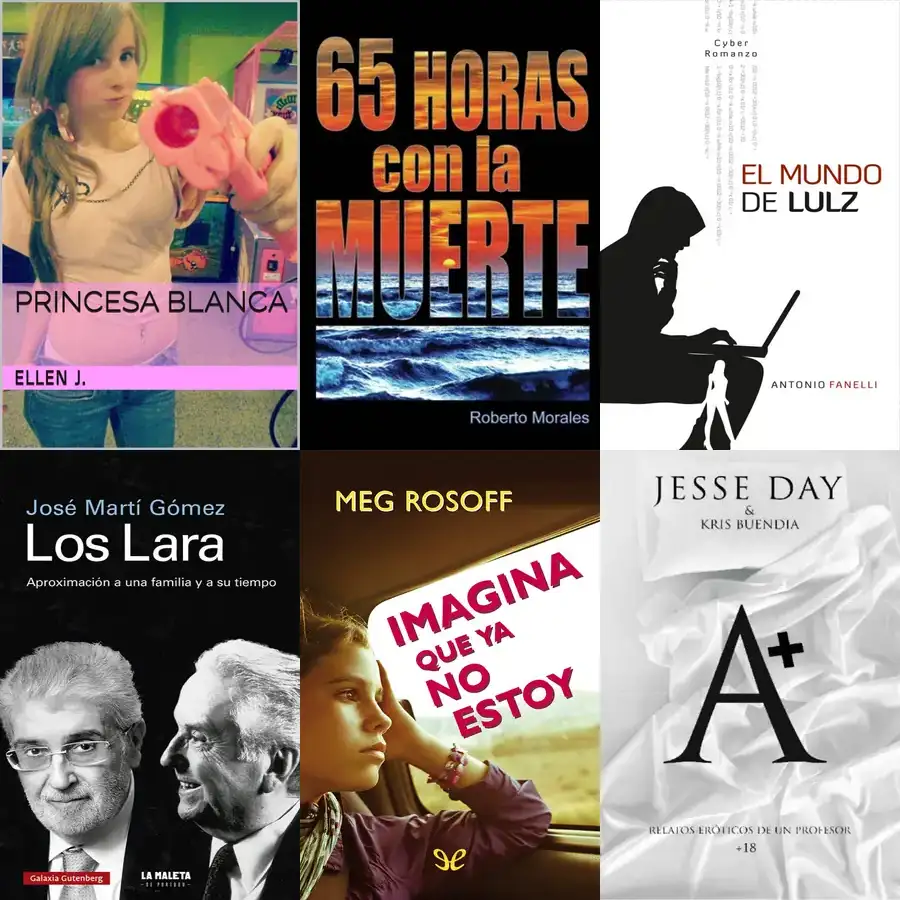 PRINCESA BLANCA
ELLEN J.
65 HORAS
con la
MUERTE
Roberto Morales
Cyber
Romanzo
EL MUNDO
DE LULZ
ANTONIO FANELLI
José Martí Gómez
Los Lara
Aproximación a una familia y a su tiempo
Galaxia Gutenberg
LA MALETA
DE PORTBOU
MEG ROSOFF
IMAGINA
QUE YA
NO
ESTOY
JESSE DAY
&
KRIS BUENDIA
A+
RELATOS ERÓTICOS DE UN PROFESOR
+18